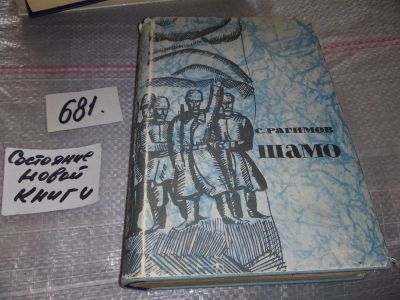 681.
Состояние
новой
книги
С. РАГИМОВ
ШАМО